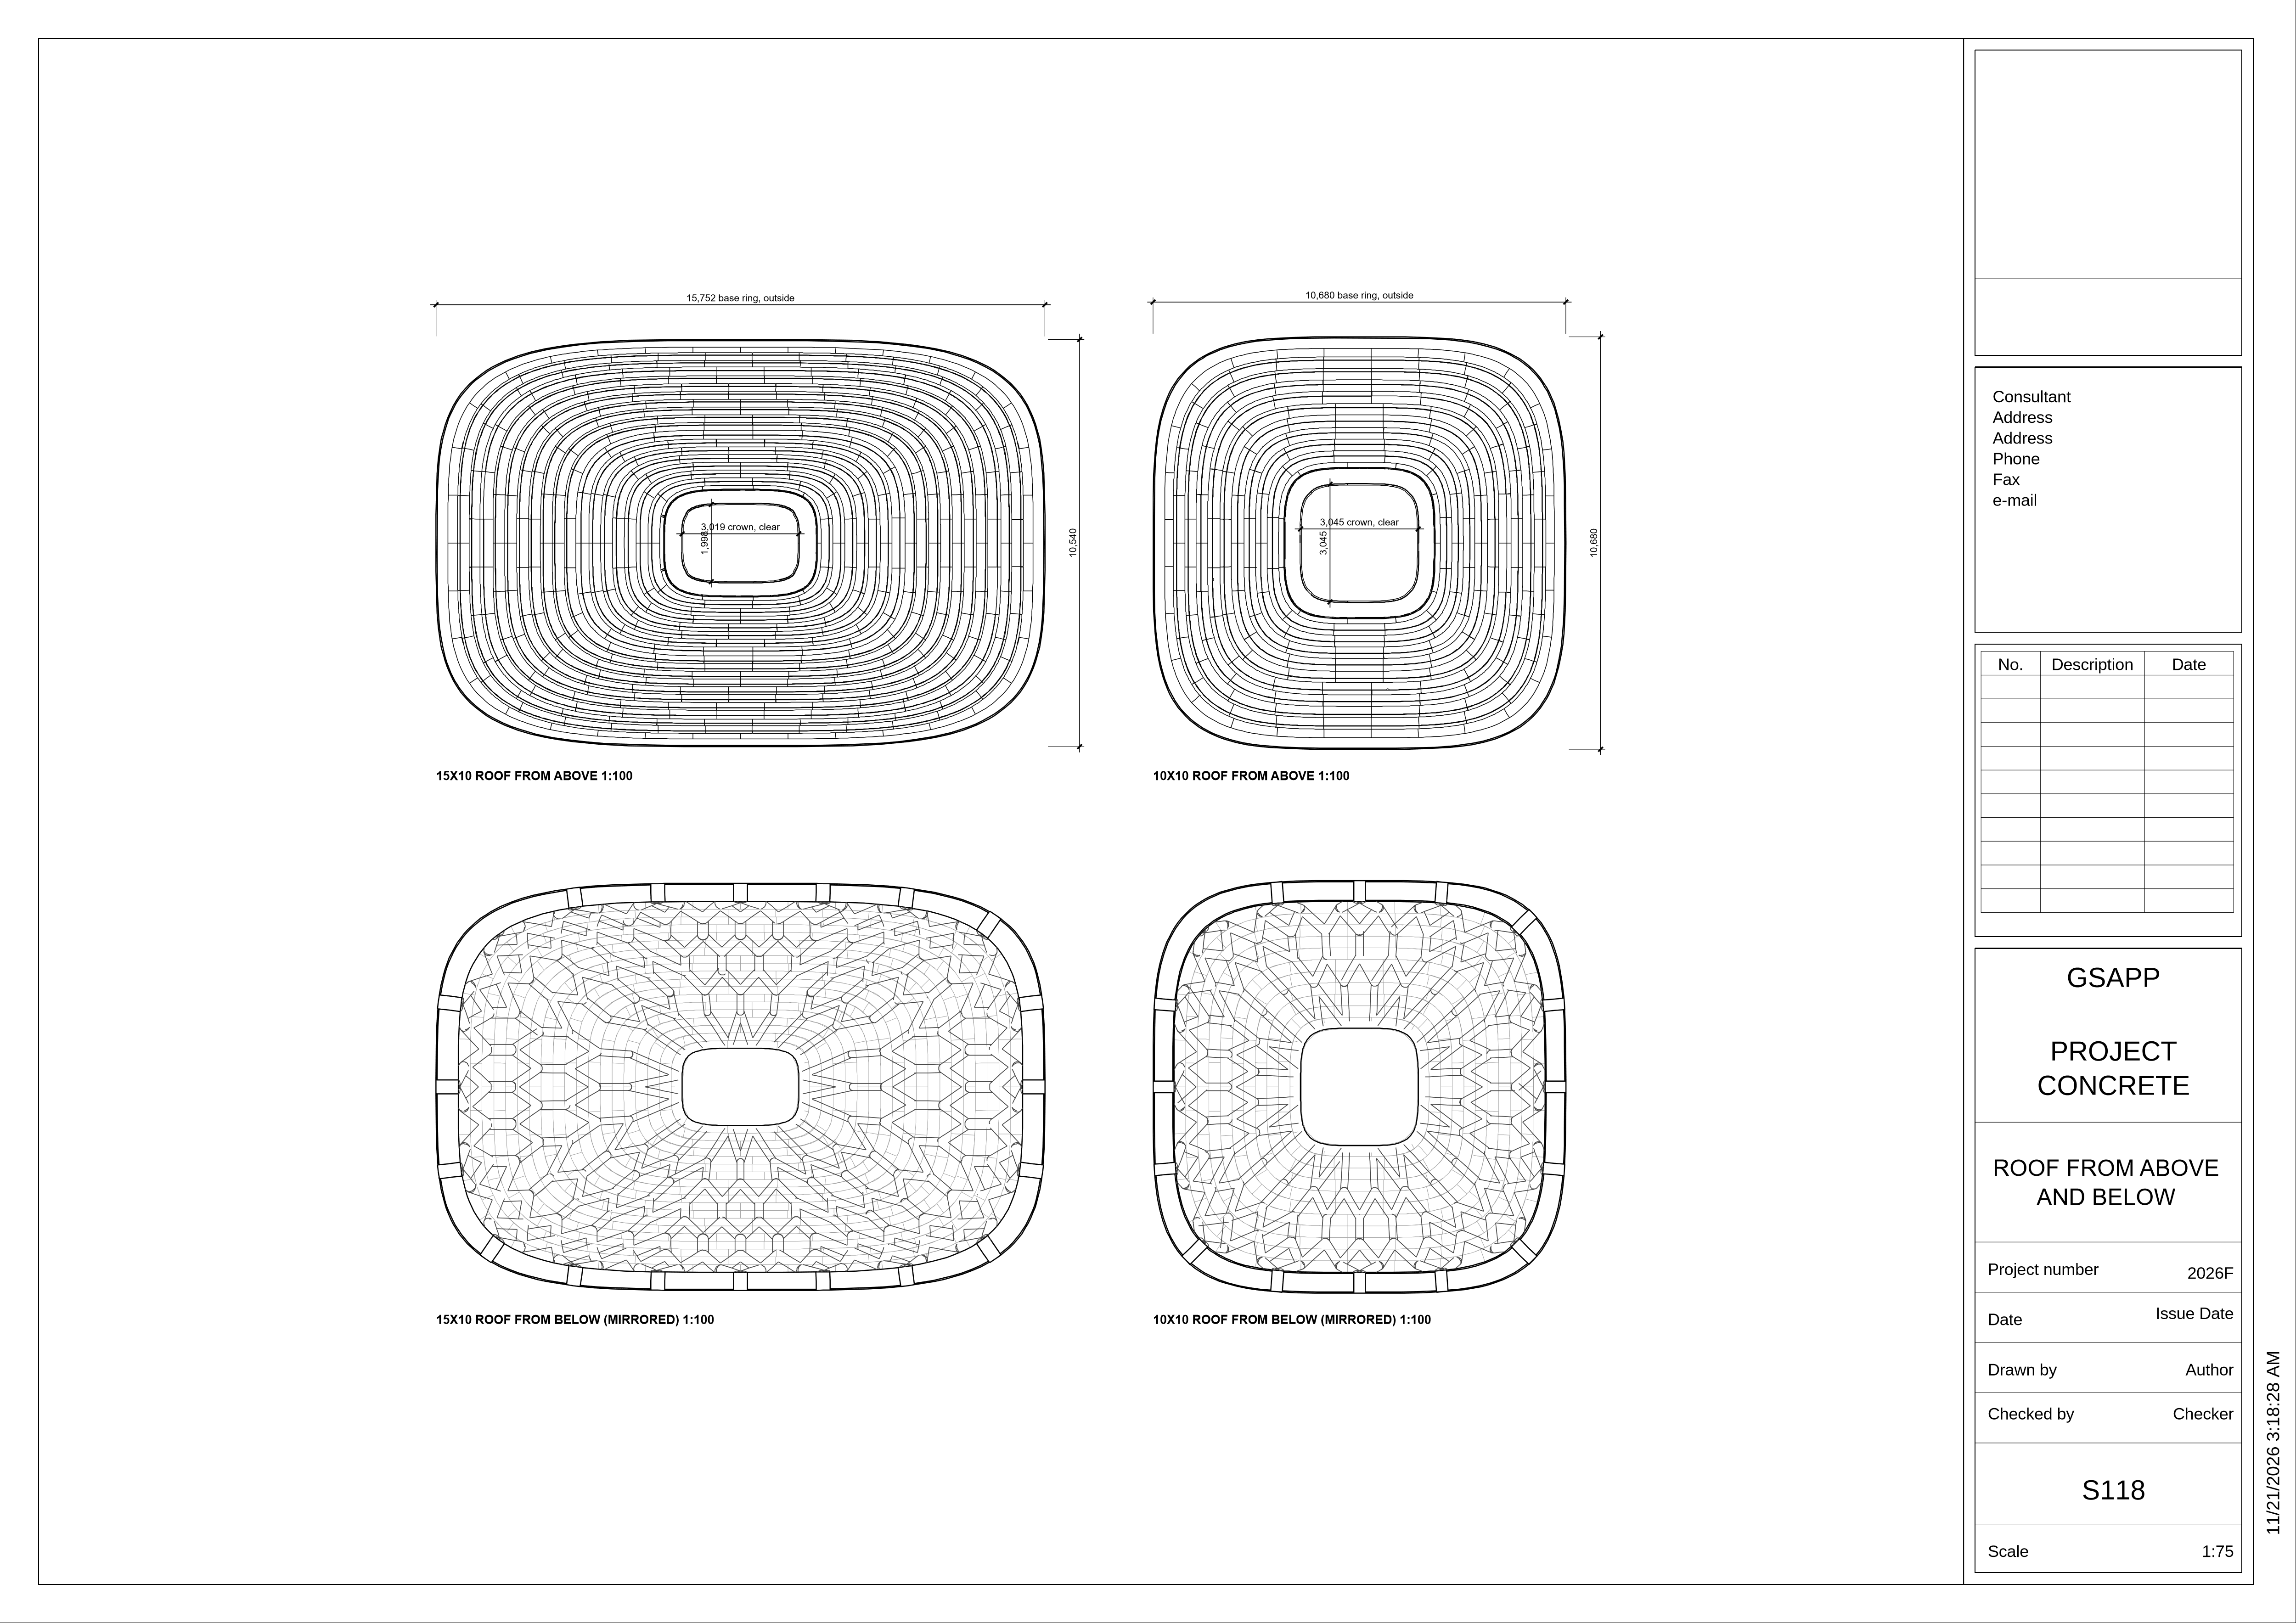 15,752 base ring, outside
10,680 base ring, outside
3,019 crown, clear
1,998
10,540
3,045 crown, clear
3,045
10,680
15X10 ROOF FROM ABOVE 1:100
10X10 ROOF FROM ABOVE 1:100
15X10 ROOF FROM BELOW (MIRRORED) 1:100
10X10 ROOF FROM BELOW (MIRRORED) 1:100
Consultant
Address
Address
Phone
Fax
e-mail
No. Description Date
GSAPP
PROJECT
CONCRETE
ROOF FROM ABOVE
AND BELOW
Project number 2026F
Date Issue Date
Drawn by Author
Checked by Checker
S118
Scale 1:75
11/21/2026 3:18:28 AM